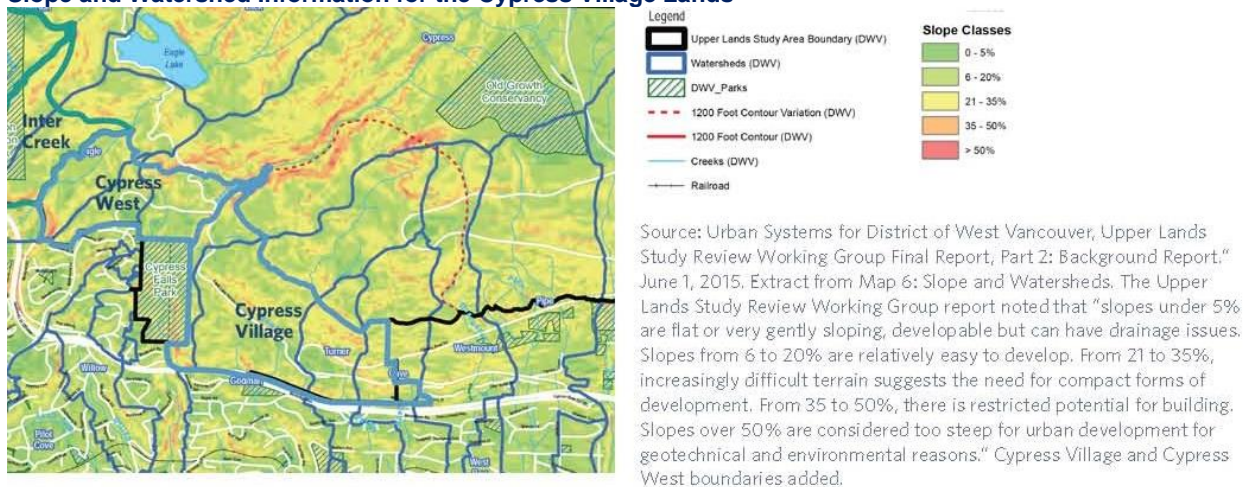 Slope and Watershed Information for the Cypress Village Lands
Eagle
Lake
Cypress
Old Growth
Conservancy
Inter
Creek
Eagle
Cypress
West
Cypress
Falls
Park
Cypress
Village
Pipe
Westmount
Turner
Cave
Willow
Godman
Pilot
Cove
West
Legend
Upper Lands Study Area Boundary (DWV)
Watersheds (DWV)
DWV_Parks
1200 Foot Contour Variation (DWV)
1200 Foot Contour (DWV)
Creeks (DWV)
Railroad
Slope Classes
0 - 5%
6 - 20%
21 - 35%
35 - 50%
> 50%
Source: Urban Systems for District of West Vancouver, Upper Lands
Study Review Working Group Final Report, Part 2: Background Report."
June 1, 2015. Extract from Map 6: Slope and Watersheds. The Upper
Lands Study Review Working Group report noted that "slopes under 5%
are flat or very gently sloping, developable but can have drainage issues.
Slopes from 6 to 20% are relatively easy to develop. From 21 to 35%,
increasingly difficult terrain suggests the need for compact forms of
development. From 35 to 50%, there is restricted potential for building.
Slopes over 50% are considered too steep for urban development for
geotechnical and environmental reasons." Cypress Village and Cypress
West boundaries added.